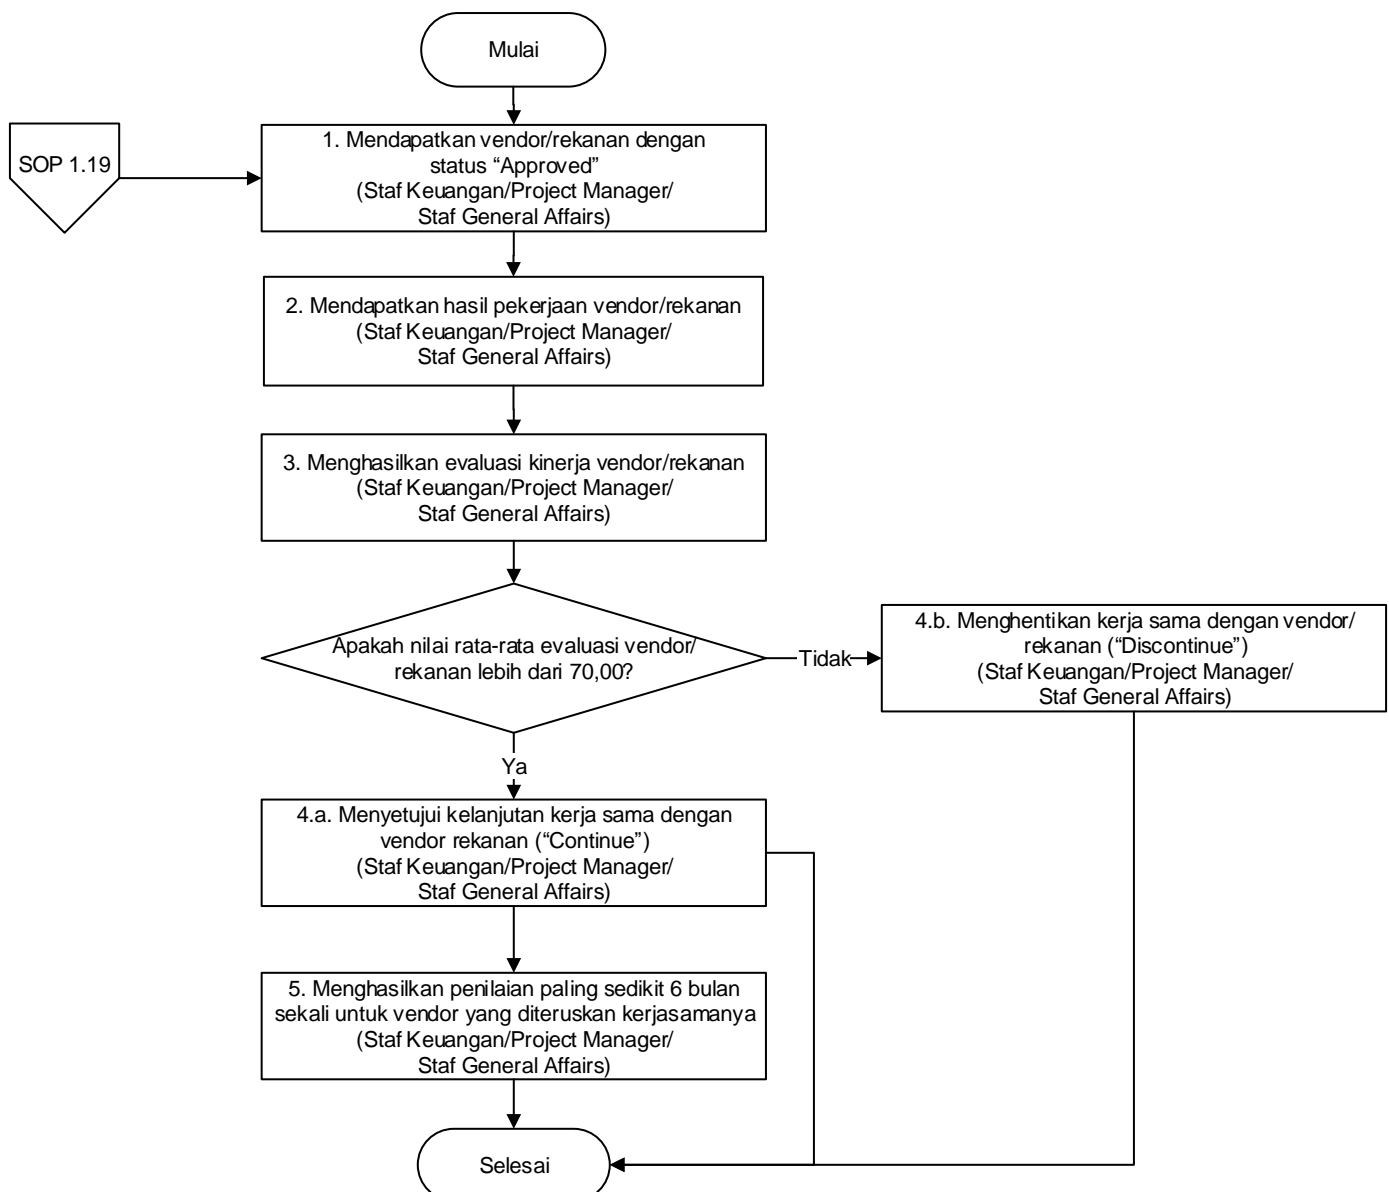 Mulai
SOP 1.19
1. Mendapatkan vendor/rekanan dengan
status “Approved”
(Staf Keuangan/Project Manager/
Staf General Affairs)
2. Mendapatkan hasil pekerjaan vendor/rekanan
(Staf Keuangan/Project Manager/
Staf General Affairs)
3. Menghasilkan evaluasi kinerja vendor/rekanan
(Staf Keuangan/Project Manager/
Staf General Affairs)
Apakah nilai rata-rata evaluasi vendor/
rekanan lebih dari 70,00?
Tidak
4.b. Menghentikan kerja sama dengan vendor/
rekanan (“Discontinue”)
(Staf Keuangan/Project Manager/
Staf General Affairs)
Ya
4.a. Menyetujui kelanjutan kerja sama dengan
vendor rekanan (“Continue”)
(Staf Keuangan/Project Manager/
Staf General Affairs)
5. Menghasilkan penilaian paling sedikit 6 bulan
sekali untuk vendor yang diteruskan kerjasamanya
(Staf Keuangan/Project Manager/
Staf General Affairs)
Selesai